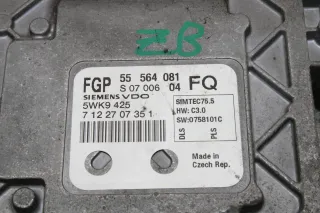 ZB
FGP 55 564 081 FQ
S 07 006 04
SIEMENS VDO
5WK9 425
7 12 27 07 35 1
SIMTEC75.5
HW: C3.0
SW:0758101C
DLS PLS
Made in
Czech Rep.